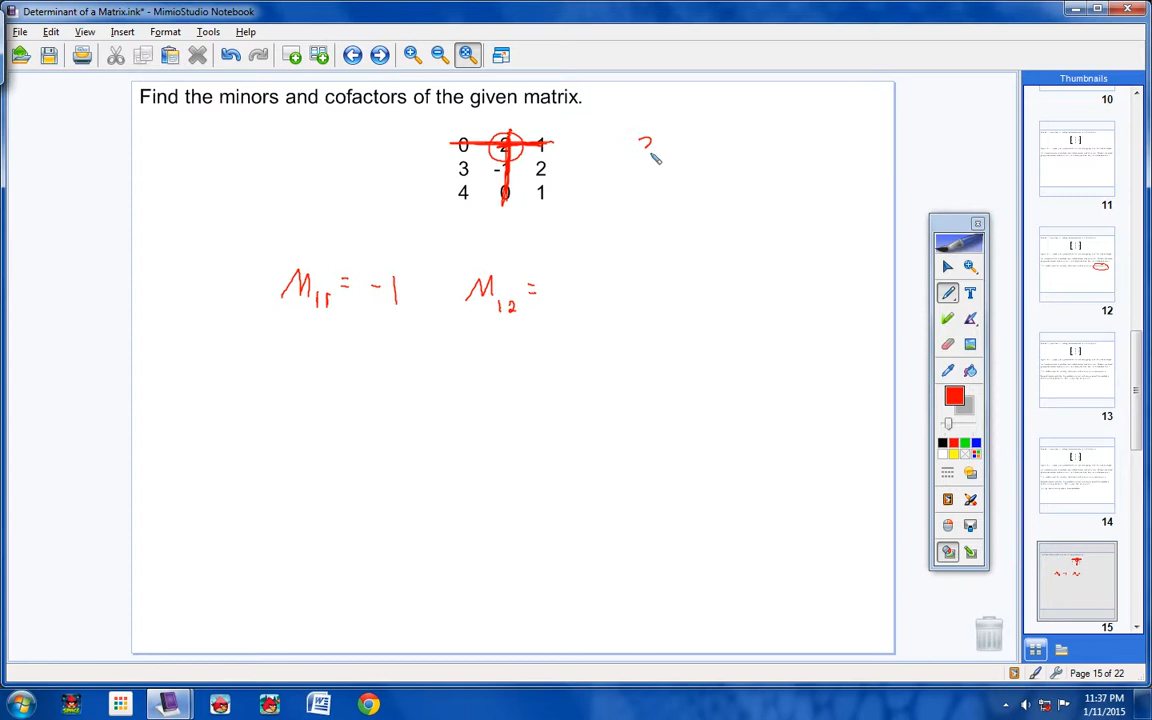 Determinant of a Matrix.ink* - MimioStudio Notebook
File Edit View Insert Format Tools Help
Find the minors and cofactors of the given matrix.
0 2 1
3 -1 2
4 0 1
M11 = -1 M12 =
Thumbnails
10
11
12
13
14
15
Page 15 of 22
11:37 PM
1/11/2015